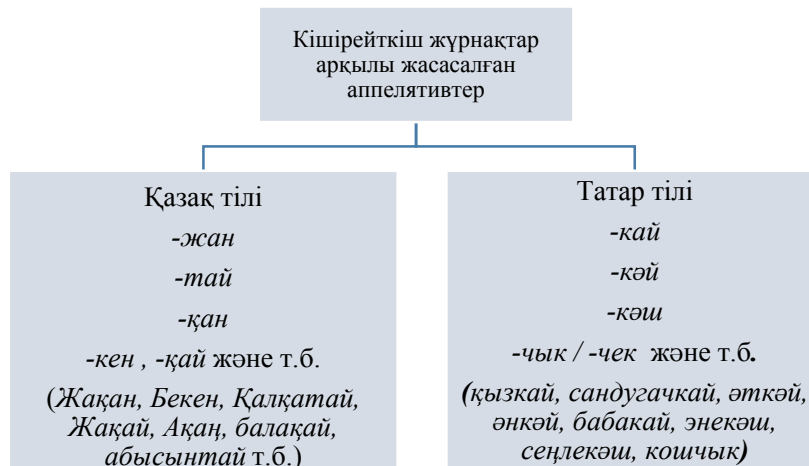 Кішірейткіш жұрнақтар
арқылы жасасалған
аппелятивтер
Қазақ тілі
-жан
-тай
-қан
-кен , -қай және т.б.
(Жақан, Бекен, Қалқатай,
Жақай, Ақаң, балақай,
абысынтай т.б.)
Татар тілі
-кай
-кәй
-кәш
-чык / -чек және т.б.
(қызкай, сандугачкай, әткәй,
әнкәй, бабакай, энекәш,
сеңлекәш, кошчык)